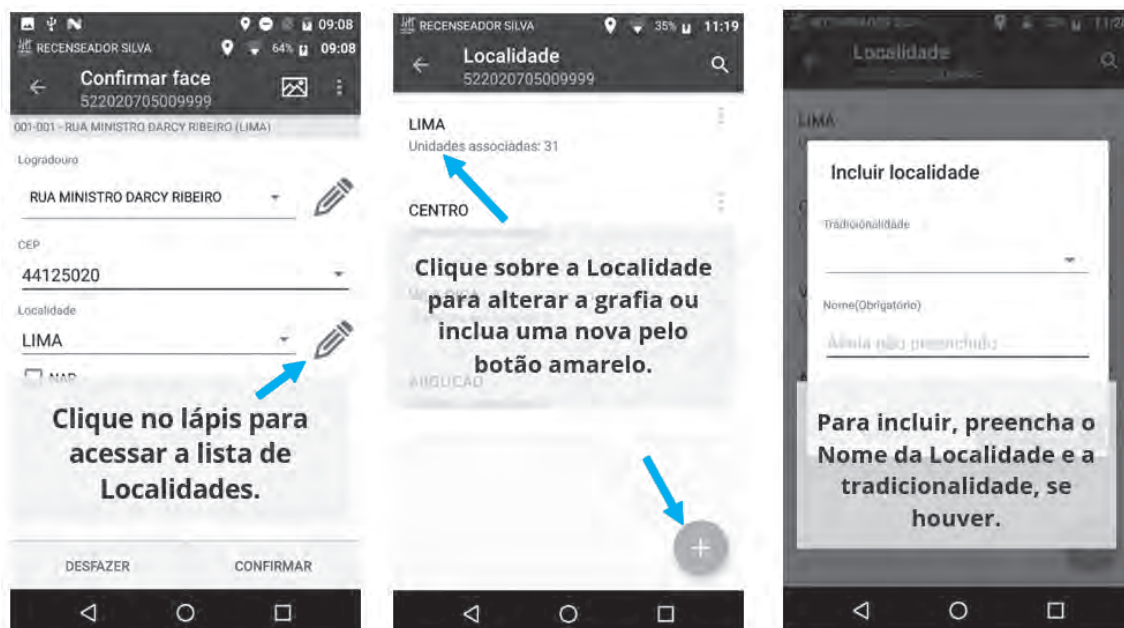 09:08
RECENSEADOR SILVA 64% 09:08
Confirmar face
522020705009999
001-001 - RUA MINISTRO DARCY RIBEIRO (LIMA)
Logradouro
RUA MINISTRO DARCY RIBEIRO
CEP
44125020
Localidade
LIMA
NAP
Clique no lápis para
acessar a lista de
Localidades.
DESFAZER CONFIRMAR
RECENSEADOR SILVA 35% 11:19
Localidade
522020705009999
LIMA
Unidades associadas: 31
CENTRO
Clique sobre a Localidade
para alterar a grafia ou
inclua uma nova pelo
botão amarelo.
Localidade
LIMA
Incluir localidade
Tradicionalidade
Nome(Obrigatório)
Ainda não preenchido
Para incluir, preencha o
Nome da Localidade e a
tradicionalidade, se
houver.